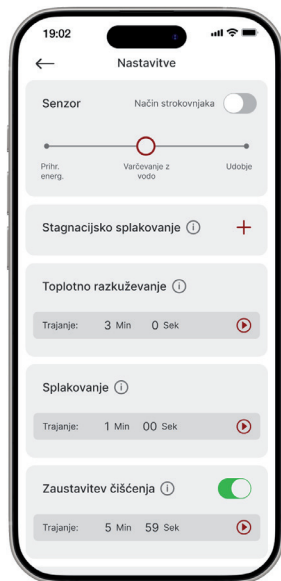 19:02
Nastavitve
Senzor Način strokovnjaka
Prihr. Varčevanje z Udobje
energ. vodo
Stagnacijsko splakovanje
Toplotno razkuževanje
Trajanje: 3 Min 0 Sek
Splakovanje
Trajanje: 1 Min 00 Sek
Zaustavitev čišćenja
Trajanje: 5 Min 59 Sek